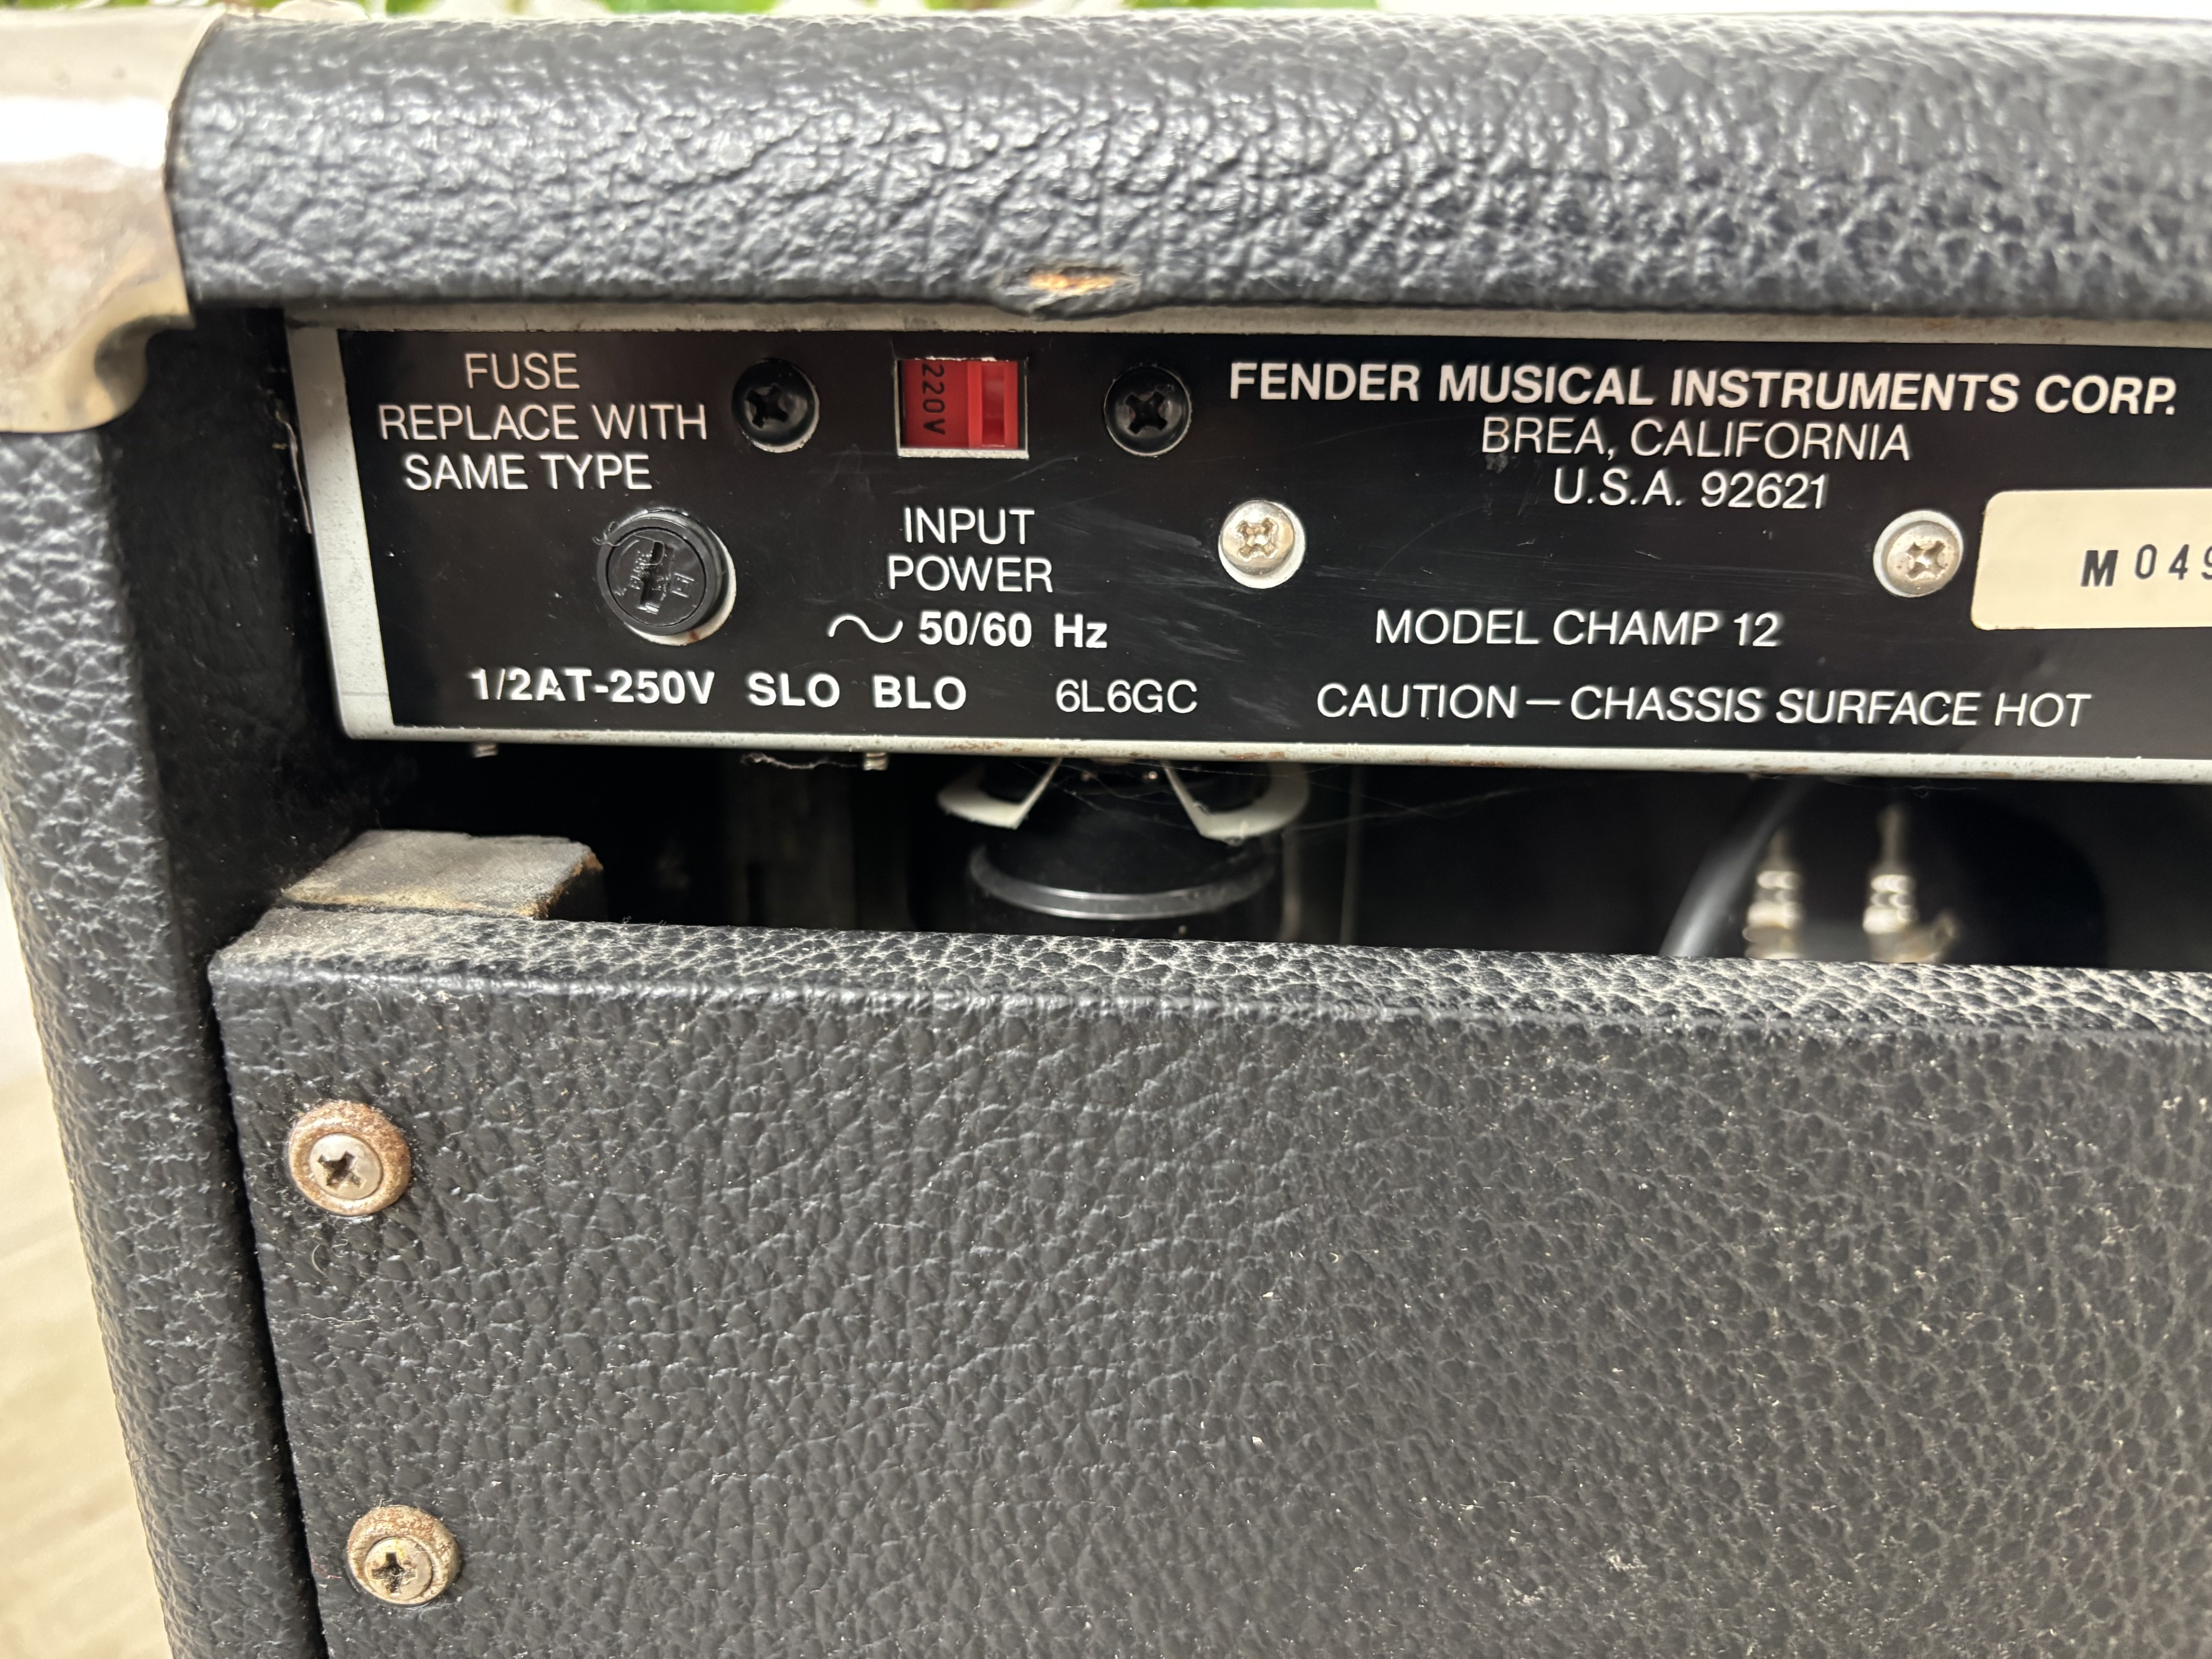 FUSE
REPLACE WITH
SAME TYPE
220V
INPUT
POWER
50/60 Hz
1/2AT-250V SLO BLO 6L6GC
FENDER MUSICAL INSTRUMENTS CORP.
BREA, CALIFORNIA
U.S.A. 92621
MODEL CHAMP 12
CAUTION—CHASSIS SURFACE HOT
M 049